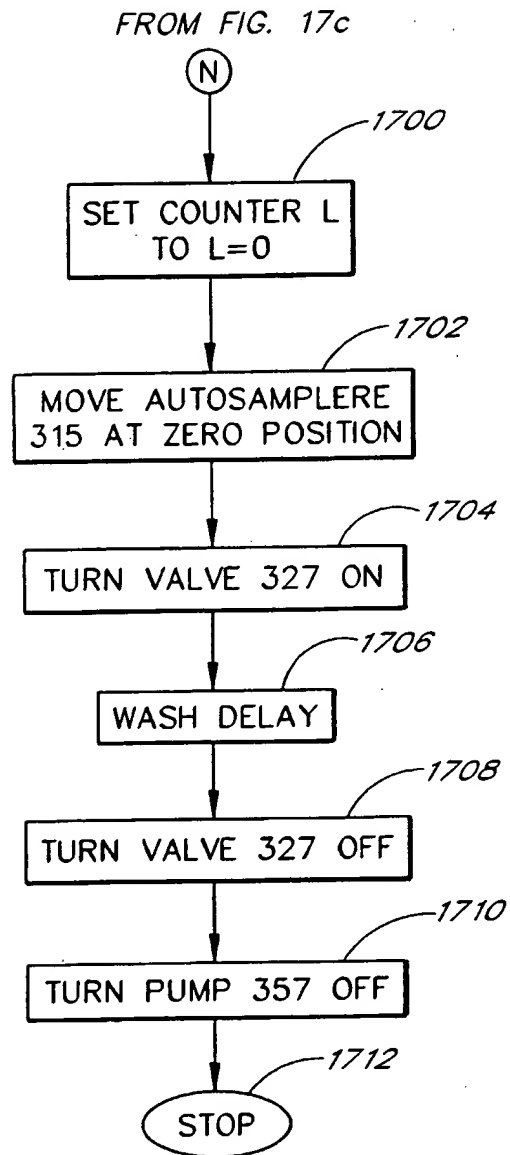 FROM FIG. 17c
N
1700
SET COUNTER L
TO L=0
1702
MOVE AUTOSAMPLERE
315 AT ZERO POSITION
1704
TURN VALVE 327 ON
1706
WASH DELAY
1708
TURN VALVE 327 OFF
1710
TURN PUMP 357 OFF
1712
STOP